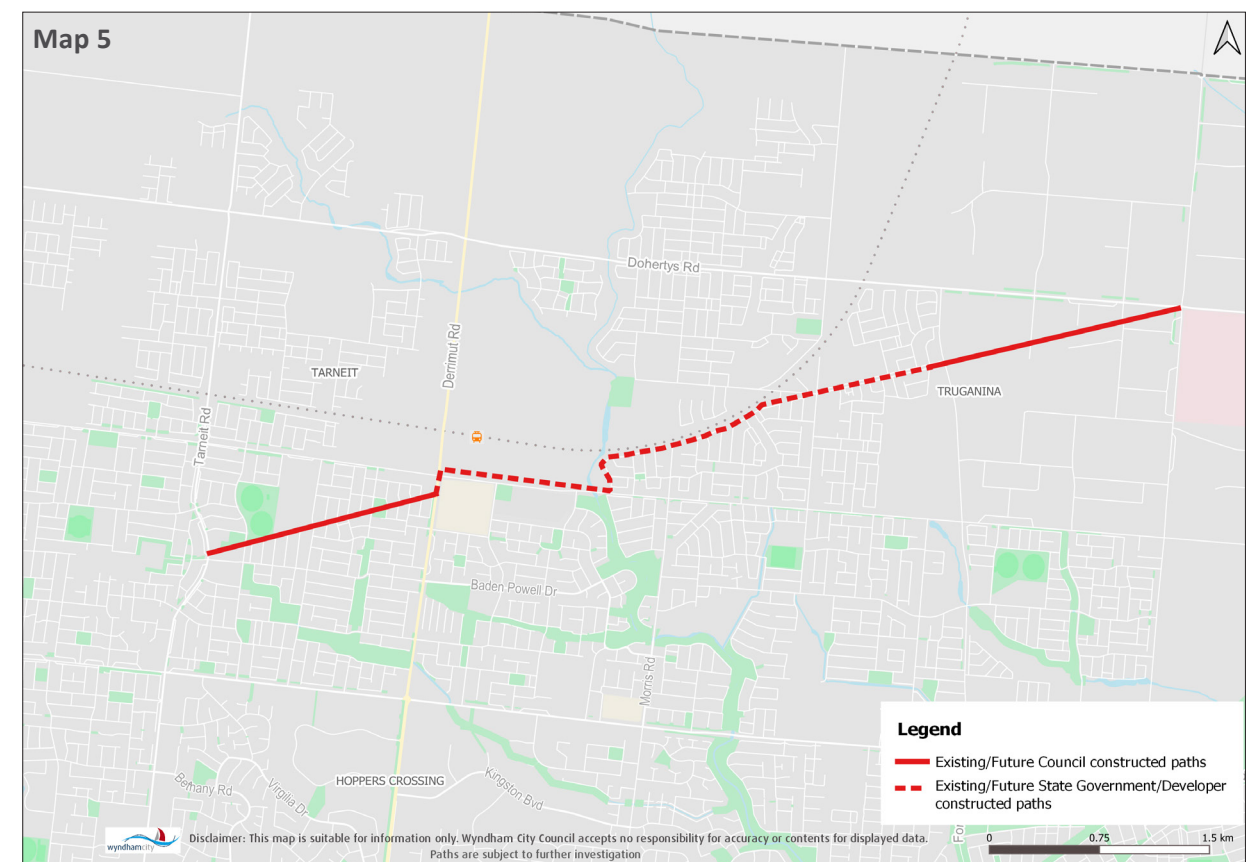 Map 5
Dohertys Rd
Derrimut Rd
TARNEIT
TRUGANINA
Tarneit Rd
Baden Powell Dr
Morris Rd
Legend
Existing/Future Council constructed paths
HOPPERS CROSSING
Kingston Bvd
Bethany Rd
Virgilia Dr
Existing/Future State Government/Developer
constructed paths
wyndhamcity
Disclaimer: This map is suitable for information only. Wyndham City Council accepts no responsibility for accuracy or contents for displayed data.
Paths are subject to further investigation
For
0 0.75 1.5 km